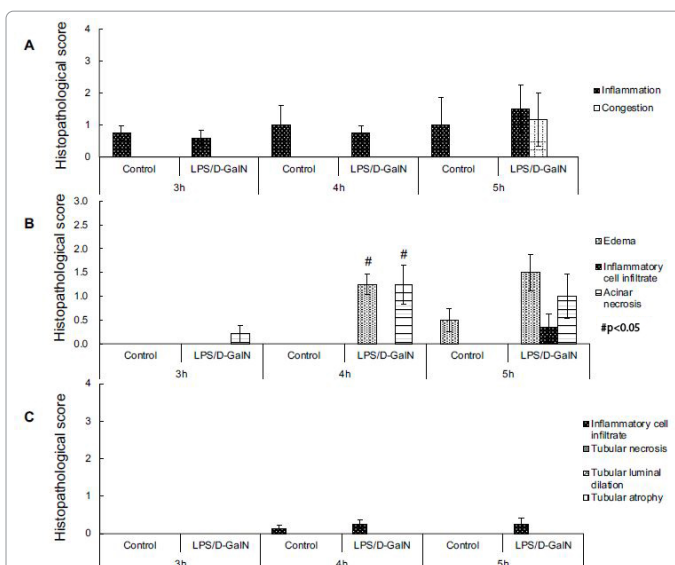 A
Histopathological score
4
3
2
1
0
Control
LPS/D-GalN
Control
LPS/D-GalN
Control
LPS/D-GalN
3h
4h
5h
Inflammation
Congestion
B
Histopathological score
3.0
2.5
2.0
1.5
1.0
0.5
0.0
#
#
Control
LPS/D-GalN
Control
LPS/D-GalN
Control
LPS/D-GalN
3h
4h
5h
Edema
Inflammatory
cell infiltrate
Acinar
necrosis
#p<0.05
C
Histopathological score
4
3
2
1
0
Control
LPS/D-GalN
Control
LPS/D-GalN
Control
LPS/D-GalN
3h
4h
5h
Inflammatory cell
infiltrate
Tubular necrosis
Tubular luminal
dilation
Tubular atrophy